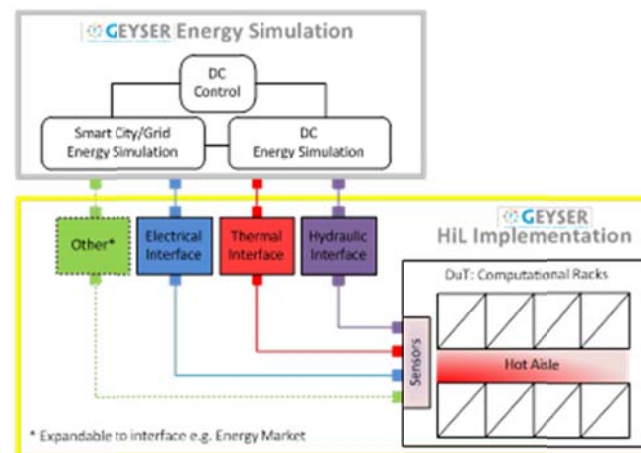 GEYSER Energy Simulation
DC
Control
Smart City/Grid
Energy Simulation
DC
Energy Simulation
Other*
Electrical
Interface
Thermal
Interface
Hydraulic
Interface
GEYSER
HiL Implementation
DuT: Computational Racks
Sensors
Hot Aisle
* Expandable to interface e.g. Energy Market